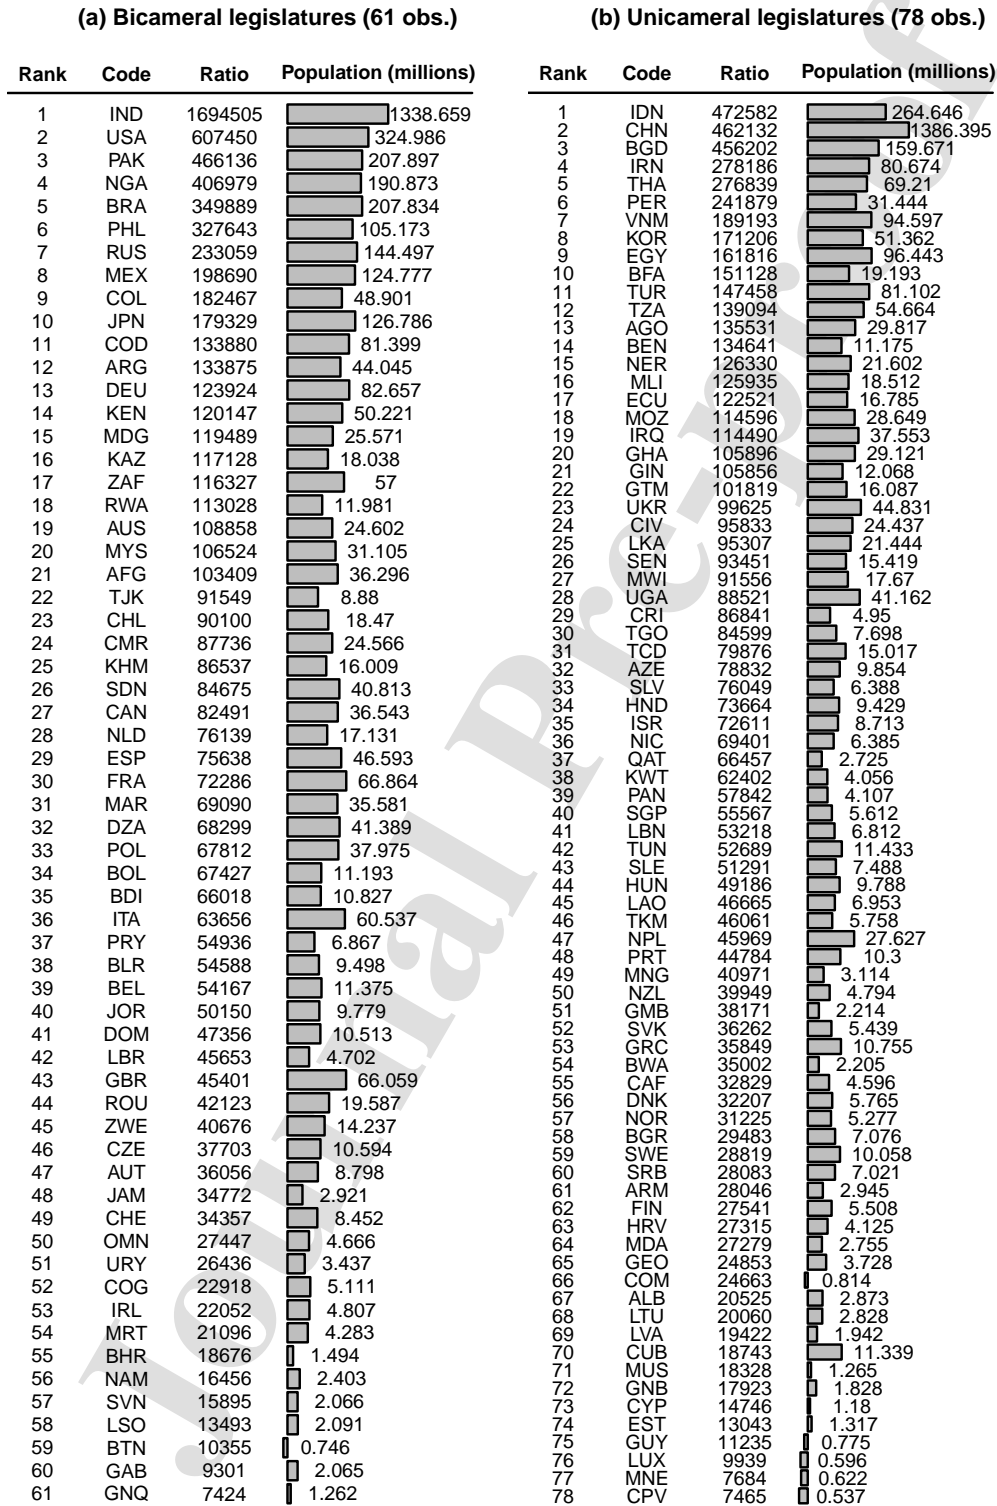 (a) Bicameral legislatures (61 obs.)
Rank Code Ratio Population (millions)
1 IND 1694505 1338.659
2 USA 607450 324.986
3 PAK 466136 207.897
4 NGA 406979 190.873
5 BRA 349889 207.834
6 PHL 327643 105.173
7 RUS 233059 144.497
8 MEX 198690 124.777
9 COL 182467 48.901
10 JPN 179329 126.786
11 COD 133880 81.399
12 ARG 133875 44.045
13 DEU 123924 82.657
14 KEN 120147 50.221
15 MDG 119489 25.571
16 KAZ 117128 18.038
17 ZAF 116327 57
18 RWA 113028 11.981
19 AUS 108858 24.602
20 MYS 106524 31.105
21 AFG 103409 36.296
22 TJK 91549 8.88
23 CHL 90100 18.47
24 CMR 87736 24.566
25 KHM 86537 16.009
26 SDN 84675 40.813
27 CAN 82491 36.543
28 NLD 76139 17.131
29 ESP 75638 46.593
30 FRA 72286 66.864
31 MAR 69090 35.581
32 DZA 68299 41.389
33 POL 67812 37.975
34 BOL 67427 11.193
35 BDI 66018 10.827
36 ITA 63656 60.537
37 PRY 54936 6.867
38 BLR 54588 9.498
39 BEL 54167 11.375
40 JOR 50150 9.779
41 DOM 47356 10.513
42 LBR 45653 4.702
43 GBR 45401 66.059
44 ROU 42123 19.587
45 ZWE 40676 14.237
46 CZE 37703 10.594
47 AUT 36056 8.798
48 JAM 34772 2.921
49 CHE 34357 8.452
50 OMN 27447 4.666
51 URY 26436 3.437
52 COG 22918 5.111
53 IRL 22052 4.807
54 MRT 21096 4.283
55 BHR 18676 1.494
56 NAM 16456 2.403
57 SVN 15895 2.066
58 LSO 13493 2.091
59 BTN 10355 0.746
60 GAB 9301 2.065
61 GNQ 7424 1.262
(b) Unicameral legislatures (78 obs.)
Rank Code Ratio Population (millions)
1 IDN 472582 264.646
2 CHN 462132 1386.395
3 BGD 456202 159.671
4 IRN 278186 80.674
5 THA 276839 69.21
6 PER 241879 31.444
7 VNM 189193 94.597
8 KOR 171206 51.362
9 EGY 161816 96.443
10 BFA 151128 19.193
11 TUR 147458 81.102
12 TZA 139094 54.664
13 AGO 135531 29.817
14 BEN 134641 11.175
15 NER 126330 21.602
16 MLI 125935 18.512
17 ECU 122521 16.785
18 MOZ 114596 28.649
19 IRQ 114490 37.553
20 GHA 105896 29.121
21 GIN 105856 12.068
22 GTM 101819 16.087
23 UKR 99625 44.831
24 CIV 95833 24.437
25 LKA 95307 21.444
26 SEN 93451 15.419
27 MWI 91556 17.67
28 UGA 88521 41.162
29 CRI 86841 4.95
30 TGO 84599 7.698
31 TCD 79876 15.017
32 AZE 78832 9.854
33 SLV 76049 6.388
34 HND 73664 9.429
35 ISR 72611 8.713
36 NIC 69401 6.385
37 QAT 66457 2.725
38 KWT 62402 4.056
39 PAN 57842 4.107
40 SGP 55567 5.612
41 LBN 53218 6.812
42 TUN 52689 11.433
43 SLE 51291 7.488
44 HUN 49186 9.788
45 LAO 46665 6.953
46 TKM 46061 5.758
47 NPL 45969 27.627
48 PRT 44784 10.3
49 MNG 40971 3.114
50 NZL 39949 4.794
51 GMB 38171 2.214
52 SVK 36262 5.439
53 GRC 35849 10.755
54 BWA 35002 2.205
55 CAF 32829 4.596
56 DNK 32207 5.765
57 NOR 31225 5.277
58 BGR 29483 7.076
59 SWE 28819 10.058
60 SRB 28083 7.021
61 ARM 28046 2.945
62 FIN 27541 5.508
63 HRV 27315 4.125
64 MDA 27279 2.755
65 GEO 24853 3.728
66 COM 24663 0.814
67 ALB 20525 2.873
68 LTU 20060 2.828
69 LVA 19422 1.942
70 CUB 18743 11.339
71 MUS 18328 1.265
72 GNB 17923 1.828
73 CYP 14746 1.18
74 EST 13043 1.317
75 GUY 11235 0.775
76 LUX 9939 0.596
77 MNE 7684 0.622
78 CPV 7465 0.537
Journal Pre-proof